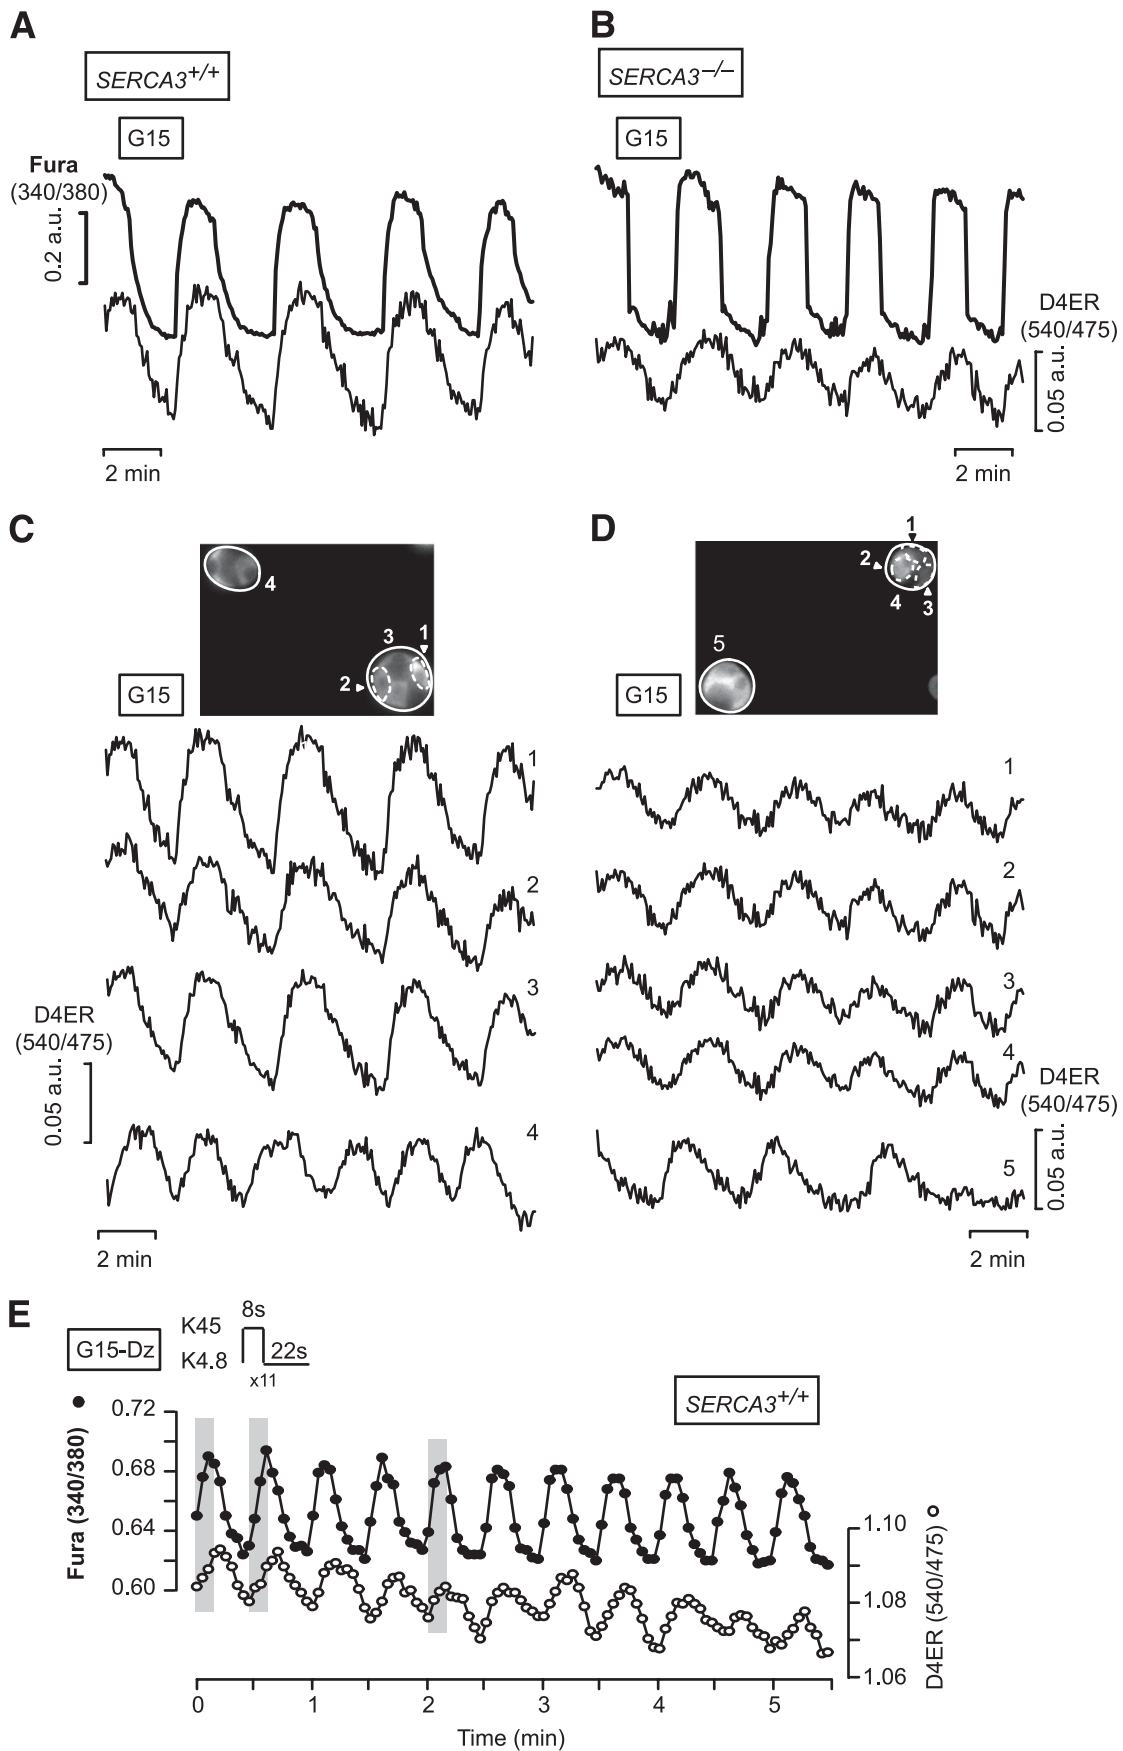 A
B
SERCA3+/+
SERCA3−/−
G15
G15
Fura
(340/380)
0.2 a.u.
D4ER
(540/475)
0.05 a.u.
2 min
2 min
C
D
4
3
1
2
G15
1
2
4
3
5
G15
1
2
3
4
D4ER
(540/475)
0.05 a.u.
2 min
1
2
3
4
5
D4ER
(540/475)
0.05 a.u.
2 min
E
G15-Dz
K45
K4.8
8s
22s
x11
SERCA3+/+
Fura (340/380)
0.72
0.68
0.64
0.60
1.10
1.08
1.06
D4ER (540/475)
0 1 2 3 4 5
Time (min)